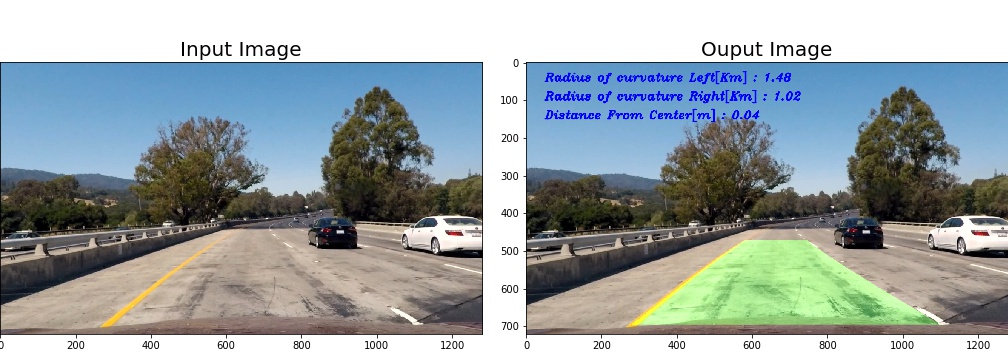 Input Image
Ouput Image
Radius of curvature Left[Km] : 1.48
Radius of curvature Right[Km] : 1.02
Distance From Center[m] : 0.04
0
100
200
300
400
500
600
700
0 200 400 600 800 1000 1200
0 200 400 600 800 1000 1200